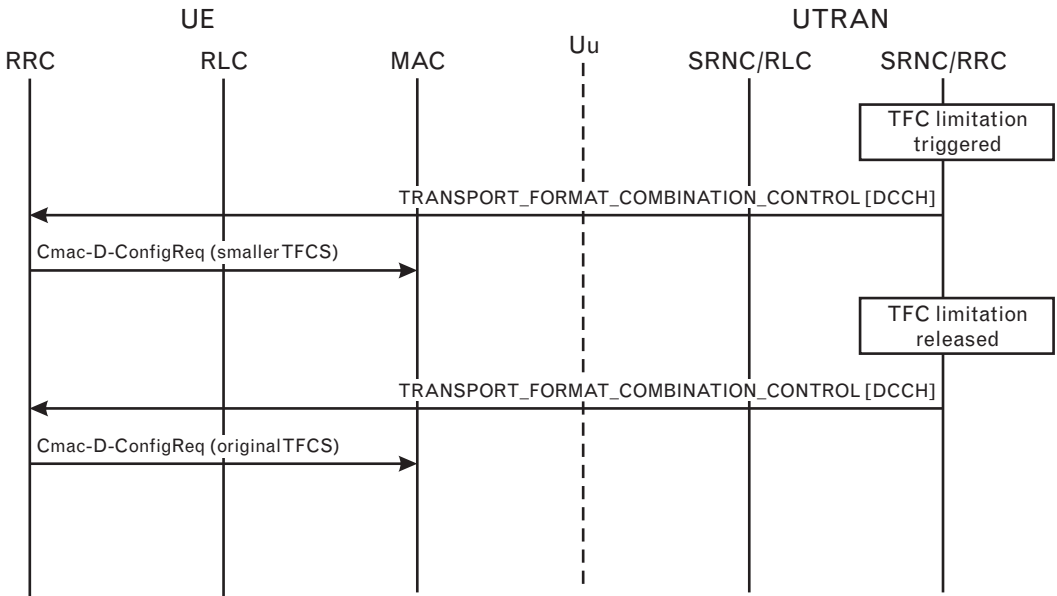 UE UTRAN
RRC RLC MAC Uu SRNC/RLC SRNC/RRC
TFC limitation
triggered
TRANSPORT_FORMAT_COMBINATION_CONTROL [DCCH]
Cmac-D-ConfigReq (smaller TFCS)
TFC limitation
released
TRANSPORT_FORMAT_COMBINATION_CONTROL [DCCH]
Cmac-D-ConfigReq (original TFCS)